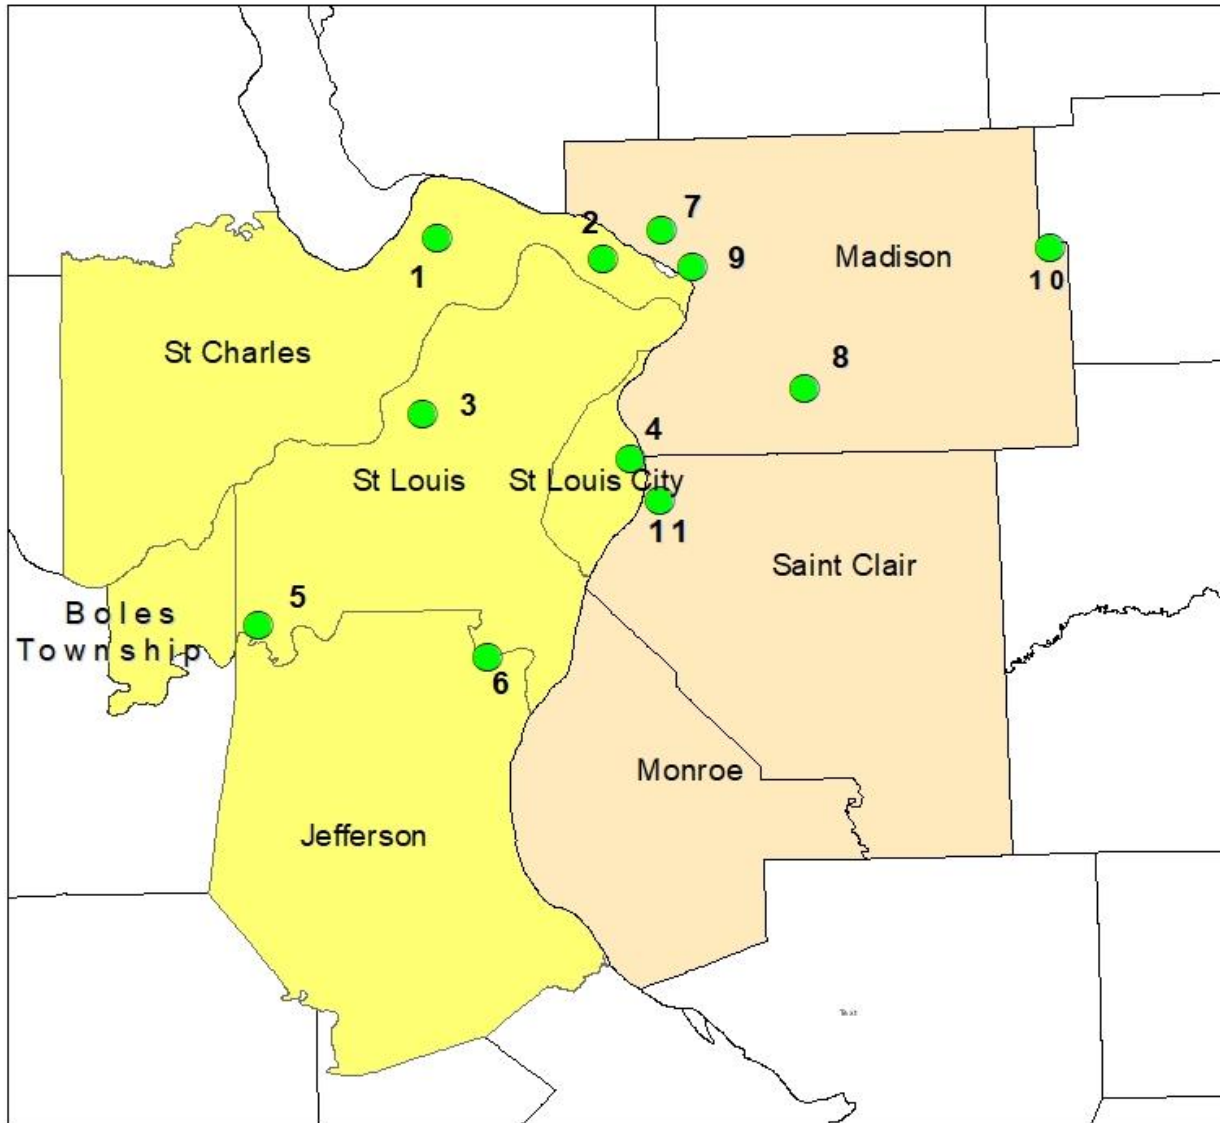 7
2
9
Madison
1
10
St Charles
8
3
4
St Louis
St Louis City
11
Saint Clair
5
Boles
Township
6
Monroe
Jefferson
Text